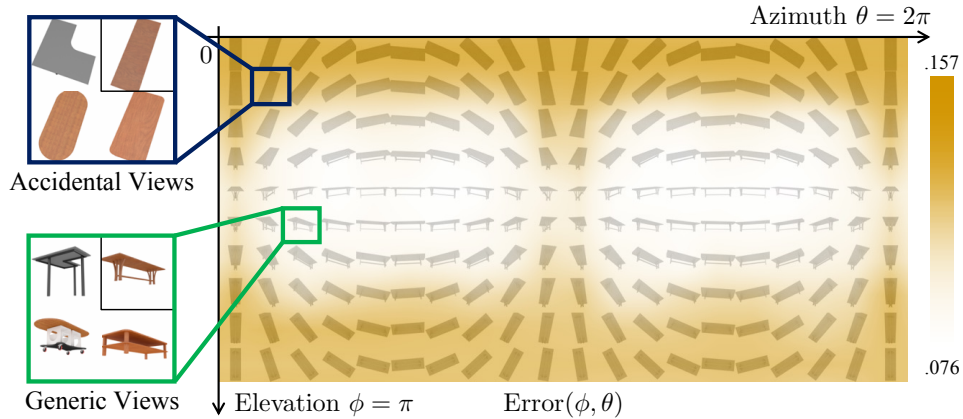 Azimuth θ = 2π
0
.157
Accidental Views
.076
Generic Views
Elevation ϕ = π
Error(ϕ, θ)